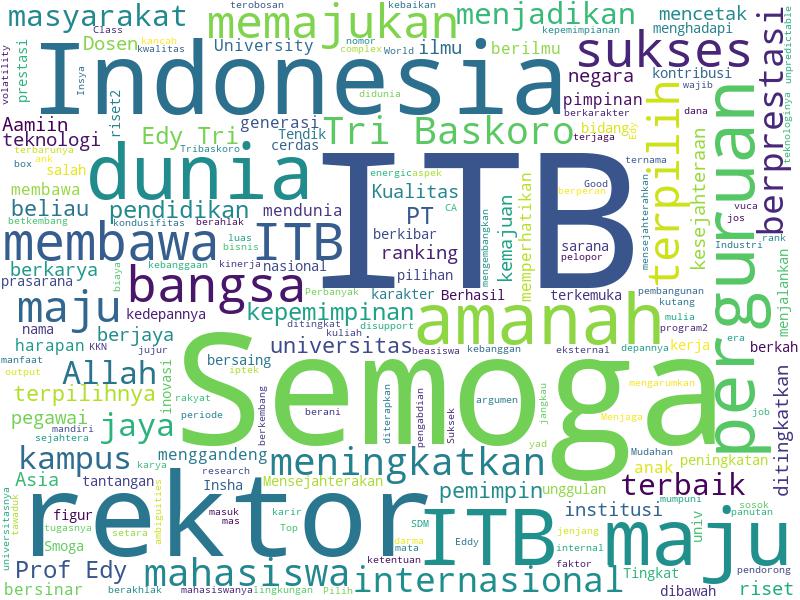 terobosan
kebaikan
masyarakat
memajukan
menjadikan
mencetak
Class
kancah
nomor
kepemimpinan
menghadapi
Dosen
kwalitas
University
complex
World
ilmu
berilmu
volatility
prestasi
Indonesia
sukses
berprestasi
unpredictable
Insya
didunia
negara
kontribusi
wajib
riset2
pimpinan
berkarakter
dana
Aamiin
teknologi
generasi
Edy Tri
Tendik
cerdas
Tri Baskoro
bidang
Edy
terjaga
terpilih
perguruan
teknologinya
terbarunya
ank
Tribaskoro
box
salah
dunia
ITB
energic
aspek
ternama
membawa
Kualitas
Good
berperan
mensejahterahkan
kesejahteraan
beliau
pendidikan
mendunia
PT
CA
mengembangkan
kemajuan
memperhatikan
vuca
jos
betkembang
kondusifitas
berahlak
membawa
ITB
luas
bisnis
berkibar
sarana
pelopor
Industri
rank
ranking
berkarya
biaya
kebanggaan
kinerja
nasional
pilihan
prasarana
bangsa
Perbanyak
karakter
Berhasil
terkemuka
pembangunan
kutang
menjalankan
maju
kedepannya
kepemimpinan
ditingkat
disupport
amanah
mulia
program2
nama
KKN
berjaya
universitas
kuliah
beasiswa
kebanggan
eksternal
depannya
kerja
era
berkah
harapan
jujur
manfaat
output
Allah
inovasi
bersaing
iptek
Semoga
mengarumkan
terpilihnya
rakyat
periode
berkembang
berani
diterapkan
pengabdian
Suksek
argumen
jangkau
Menjaga
job
ditingkatkan
pegawai
mandiri
sejahtera
jaya
yad
Mudahan
kampus
karya
menggandeng
meningkatkan
anak
peningkatan
Asia
tantangan
research
Insha
Mensejahterakan
pemimpin
unggulan
terbaik
universitasnya
tawaduk
figur
rektor
ambiguities
masuk
mas
karir
Top
SDM
ITB
institusi
mumpuni
univ
sosok
panutan
tugasnya
Smoga
setara
darma
mata
Eddy
jenjang
internal
maju
Prof Edy
mahasiswa
ketentuan
internasional
faktor
Tingkat
pendorong
bersinar
berakhlak
mahasiswanya
lingkungan
Pilih
dibawah
riset